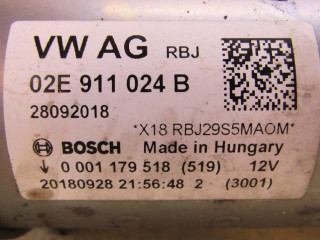 VW AG RBJ
02E 911 024 B
28092018
*X18 RBJ29S5MAOM*
BOSCH Made in Hungary
↓ 0 001 179 518 (519) 12V
20180928 21:56:48 2 (3001)